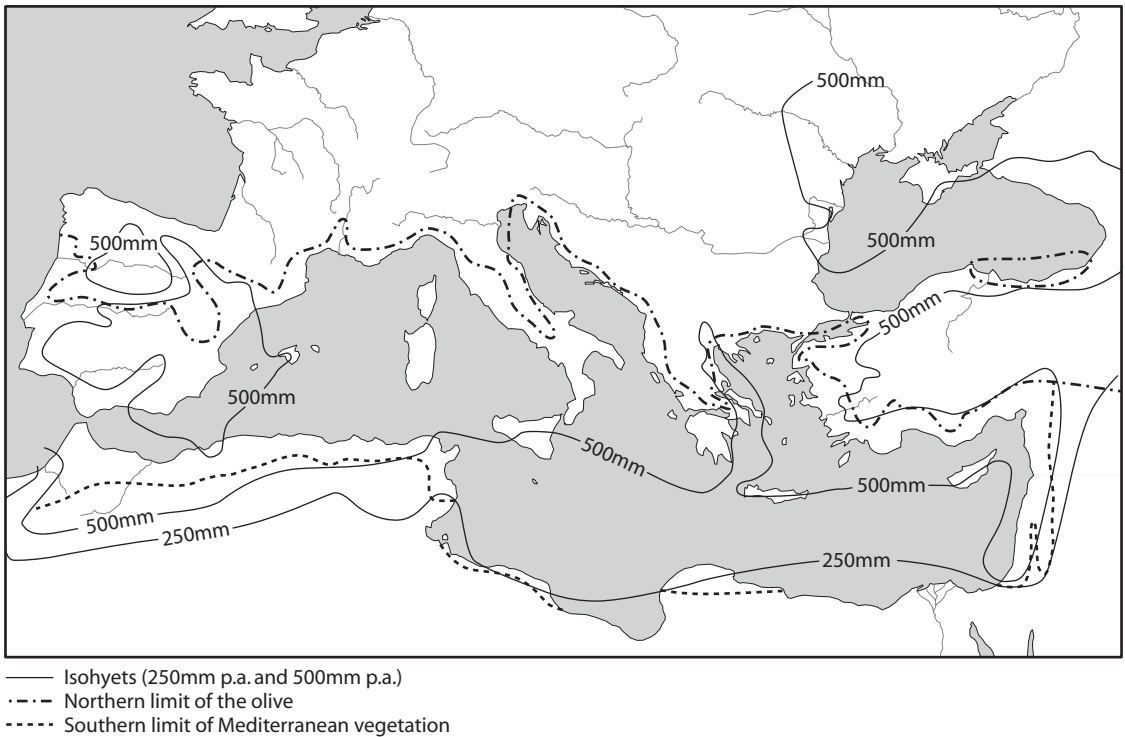 500mm
500mm
500mm
500mm
500mm
500mm
500mm
500mm
250mm
250mm
Isohyets (250mm p.a. and 500mm p.a.)
Northern limit of the olive
Southern limit of Mediterranean vegetation